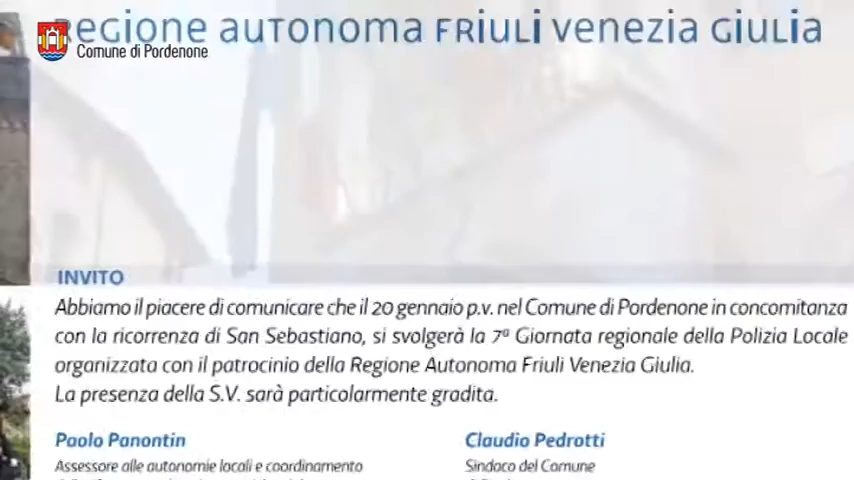 Regione autonoma Friuli Venezia Giulia
Comune di Pordenone
INVITO
Abbiamo il piacere di comunicare che il 20 gennaio p.v. nel Comune di Pordenone in concomitanza
con la ricorrenza di San Sebastiano, si svolgerà la 7ª Giornata regionale della Polizia Locale
organizzata con il patrocinio della Regione Autonoma Friuli Venezia Giulia.
La presenza della S.V. sarà particolarmente gradita.
Paolo Panontin
Claudio Pedrotti
Assessore alle autonomie locali e coordinamento
Sindaco del Comune